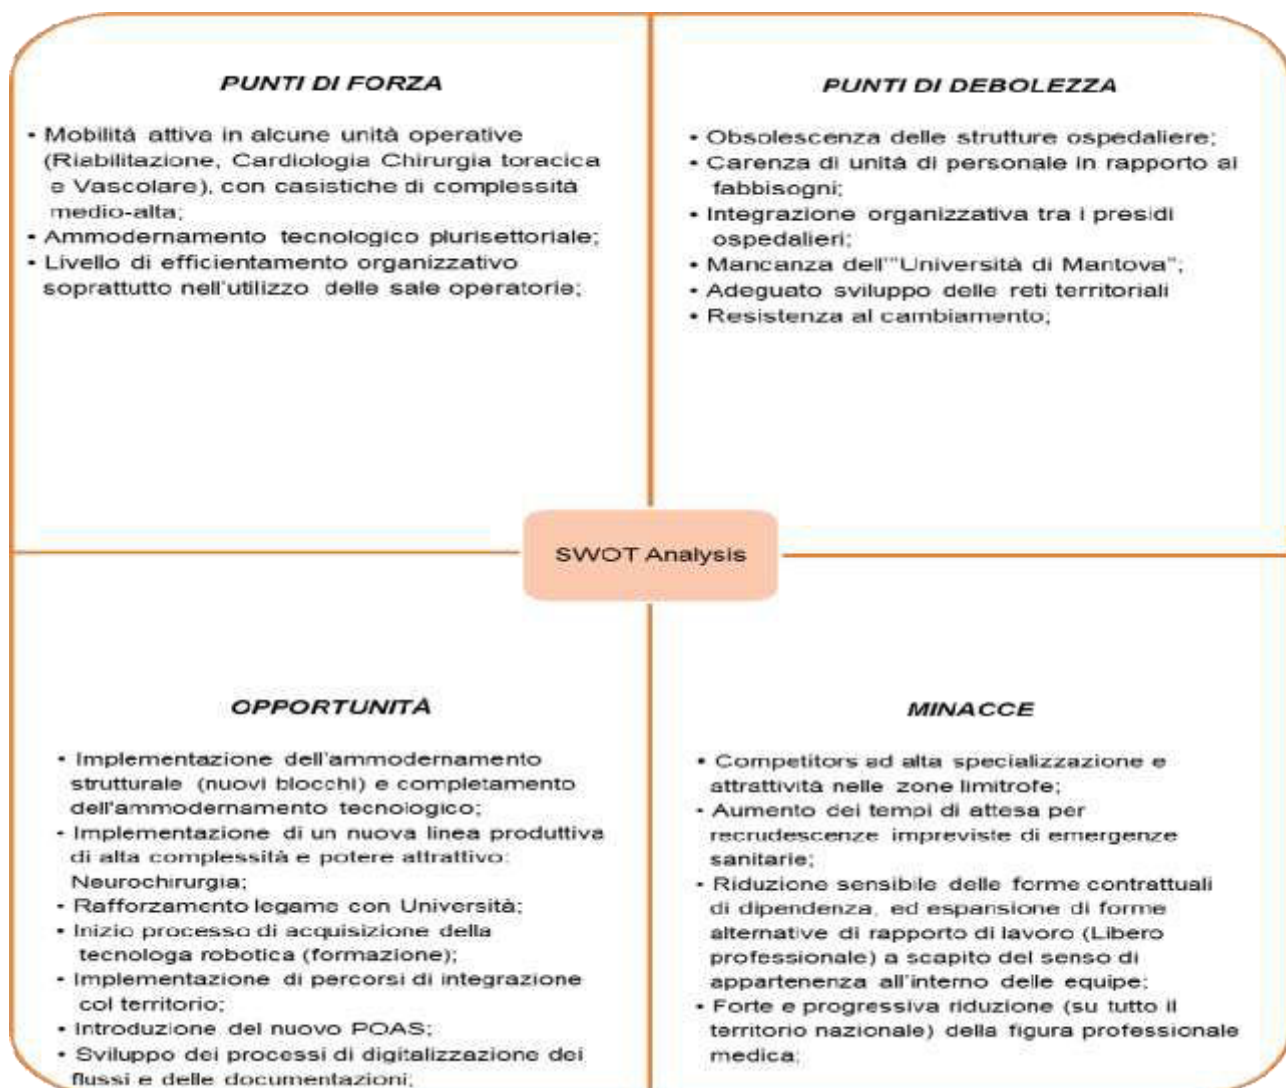 PUNTI DI FORZA
• Mobilità attiva in alcune unità operative
(Riabilitazione, Cardiologia Chirurgia toracica
e Vascolare), con casistiche di complessità
medio-alta;
• Ammodernamento tecnologico plurisettoriale;
• Livello di efficientamento organizzativo
soprattutto nell'utilizzo delle sale operatorie;
PUNTI DI DEBOLEZZA
• Obsolescenza delle strutture ospedaliere;
• Carenza di unità di personale in rapporto ai
fabbisogni;
• Integrazione organizzativa tra i presidi
ospedalieri;
• Mancanza dell'"Università di Mantova";
• Adeguato sviluppo delle reti territoriali
• Resistenza al cambiamento;
SWOT Analysis
OPPORTUNITÀ
• Implementazione dell'ammodernamento
strutturale (nuovi blocchi) e completamento
dell'ammodernamento tecnologico;
• Implementazione di un nuova linea produttiva
di alta complessità e potere attrattivo:
Neurochirurgia;
• Rafforzamento legame con Università;
• Inizio processo di acquisizione della
tecnologa robotica (formazione);
• Implementazione di percorsi di integrazione
col territorio;
• Introduzione del nuovo POAS;
• Sviluppo dei processi di digitalizzazione dei
flussi e delle documentazioni;
MINACCE
• Competitors ad alta specializzazione e
attrattività nelle zone limitrofe;
• Aumento dei tempi di attesa per
recrudescenze impreviste di emergenze
sanitarie;
• Riduzione sensibile delle forme contrattuali
di dipendenza, ed espansione di forme
alternative di rapporto di lavoro (Libero
professionale) a scapito del senso di
appartenenza all'interno delle equipe;
• Forte e progressiva riduzione (su tutto il
territorio nazionale) della figura professionale
medica;